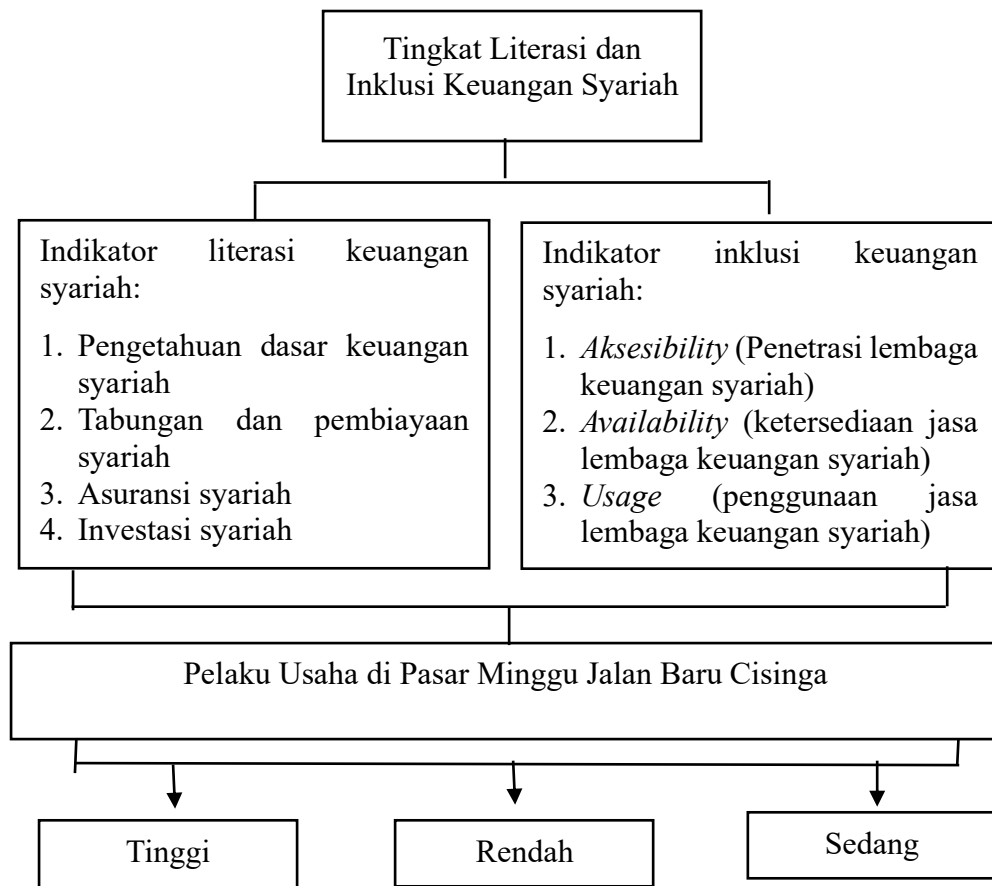 Tingkat Literasi dan
Inklusi Keuangan Syariah
Indikator literasi keuangan
syariah:
1. Pengetahuan dasar keuangan
syariah
2. Tabungan dan pembiayaan
syariah
3. Asuransi syariah
4. Investasi syariah
Indikator inklusi keuangan
syariah:
1. Aksesibility (Penetrasi lembaga
keuangan syariah)
2. Availability (ketersediaan jasa
lembaga keuangan syariah)
3. Usage (penggunaan jasa
lembaga keuangan syariah)
Pelaku Usaha di Pasar Minggu Jalan Baru Cisinga
Tinggi
Rendah
Sedang